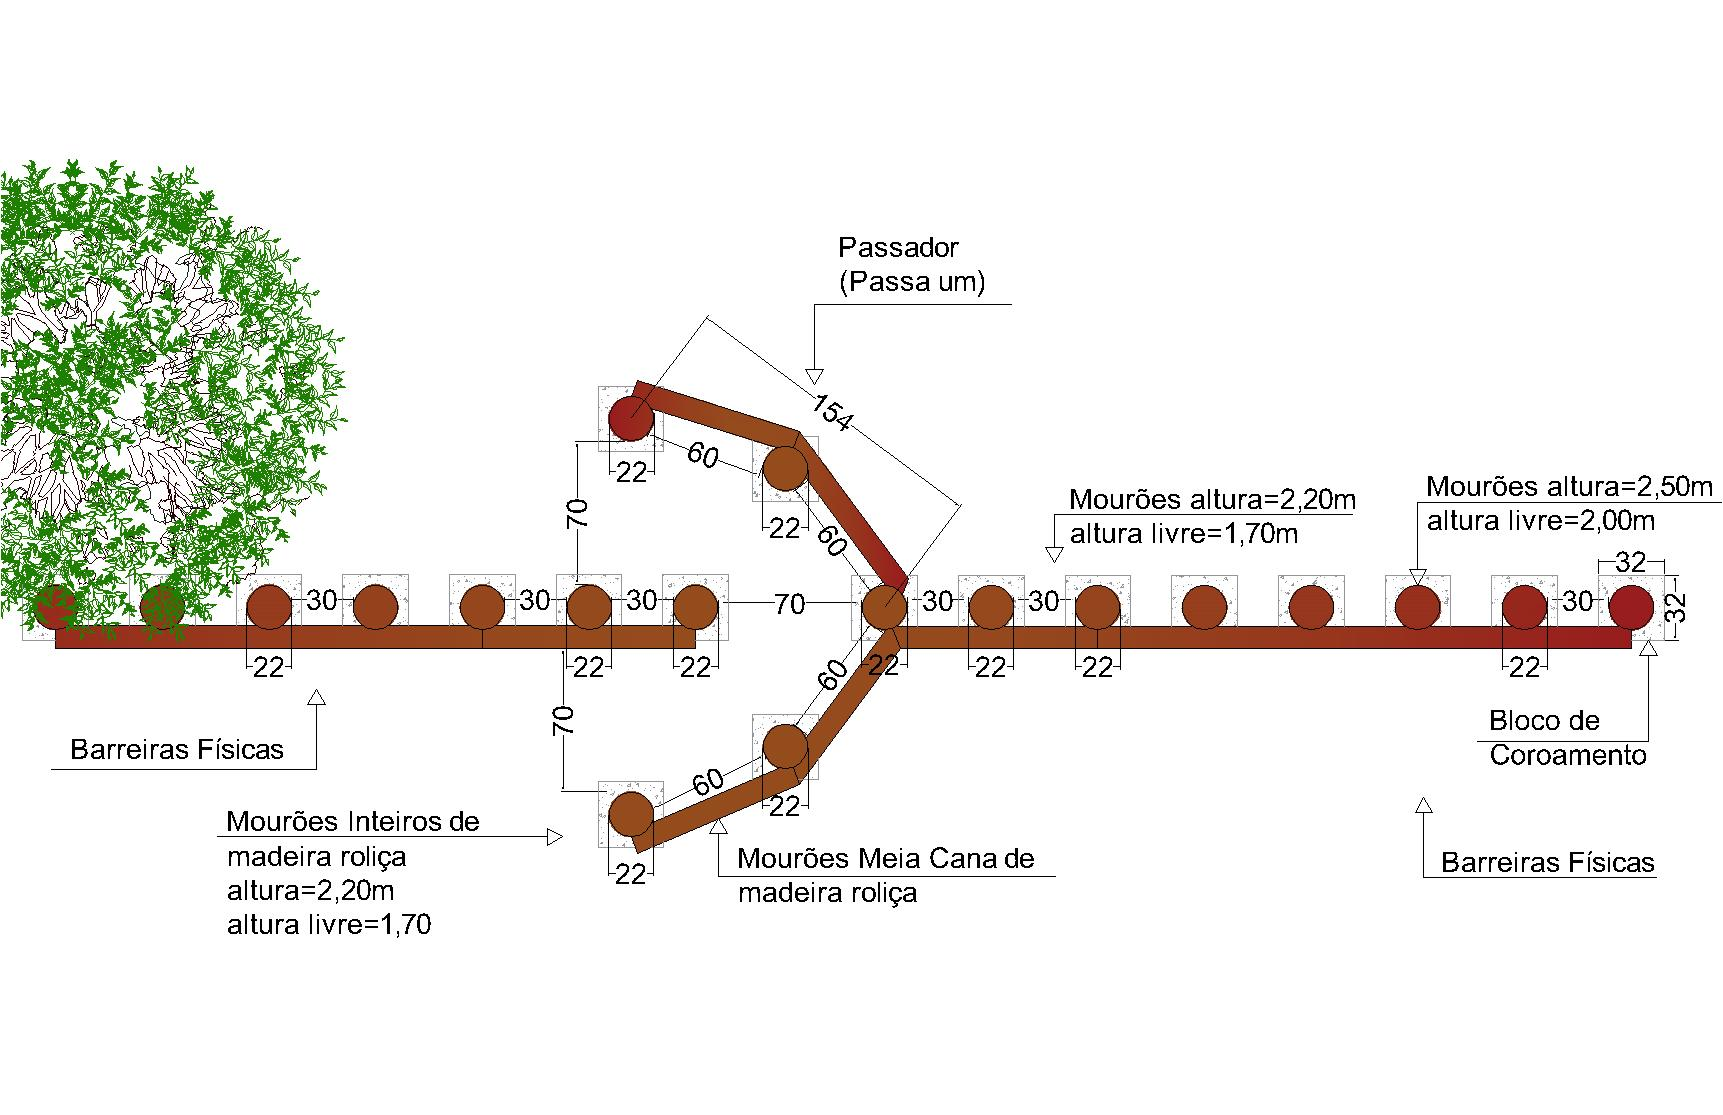 Passador
(Passa um)
154
60
22
70
22
60
Mourões altura=2,20m
altura livre=1,70m
Mourões altura=2,50m
altura livre=2,00m
32
30
30
30
70
30
30
30
32
22
22
22
22
22
22
22
60
70
Barreiras Físicas
60
22
22
Bloco de
Coroamento
Mourões Inteiros de
madeira roliça
altura=2,20m
altura livre=1,70
Mourões Meia Cana de
madeira roliça
Barreiras Físicas